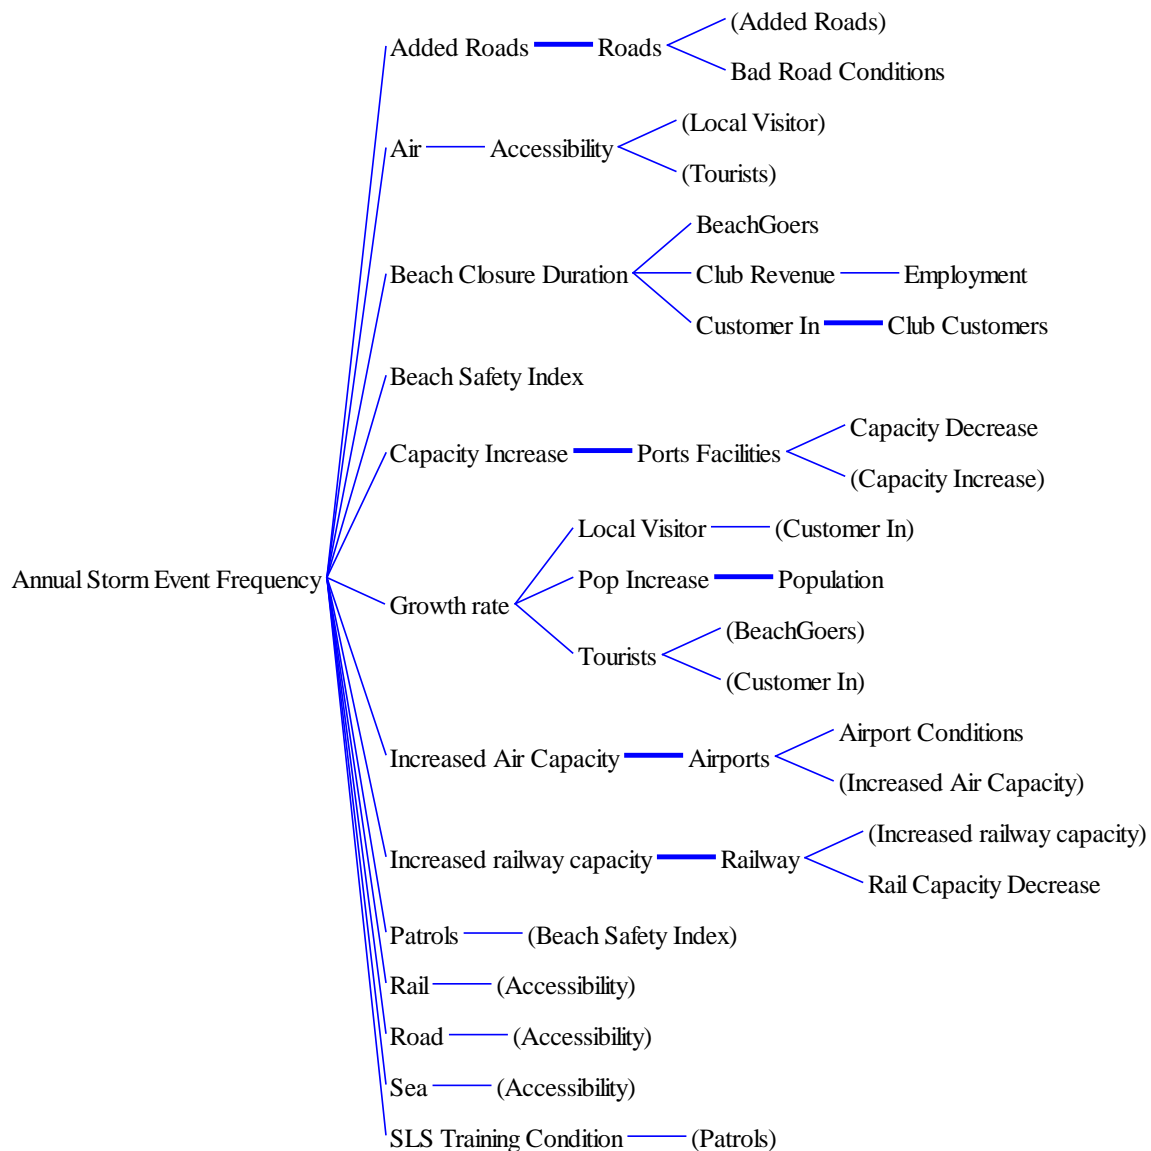 (Added Roads)
Added Roads
Roads
Bad Road Conditions
(Local Visitor)
Air
Accessibility
(Tourists)
BeachGoers
Beach Closure Duration
Club Revenue
Employment
Customer In
Club Customers
Beach Safety Index
Capacity Decrease
Capacity Increase
Ports Facilities
(Capacity Increase)
Local Visitor
(Customer In)
Annual Storm Event Frequency
Pop Increase
Population
Growth rate
(BeachGoers)
Tourists
(Customer In)
Airport Conditions
Increased Air Capacity
Airports
(Increased Air Capacity)
(Increased railway capacity)
Increased railway capacity
Railway
Rail Capacity Decrease
Patrols
(Beach Safety Index)
Rail
(Accessibility)
Road
(Accessibility)
Sea
(Accessibility)
SLS Training Condition
(Patrols)